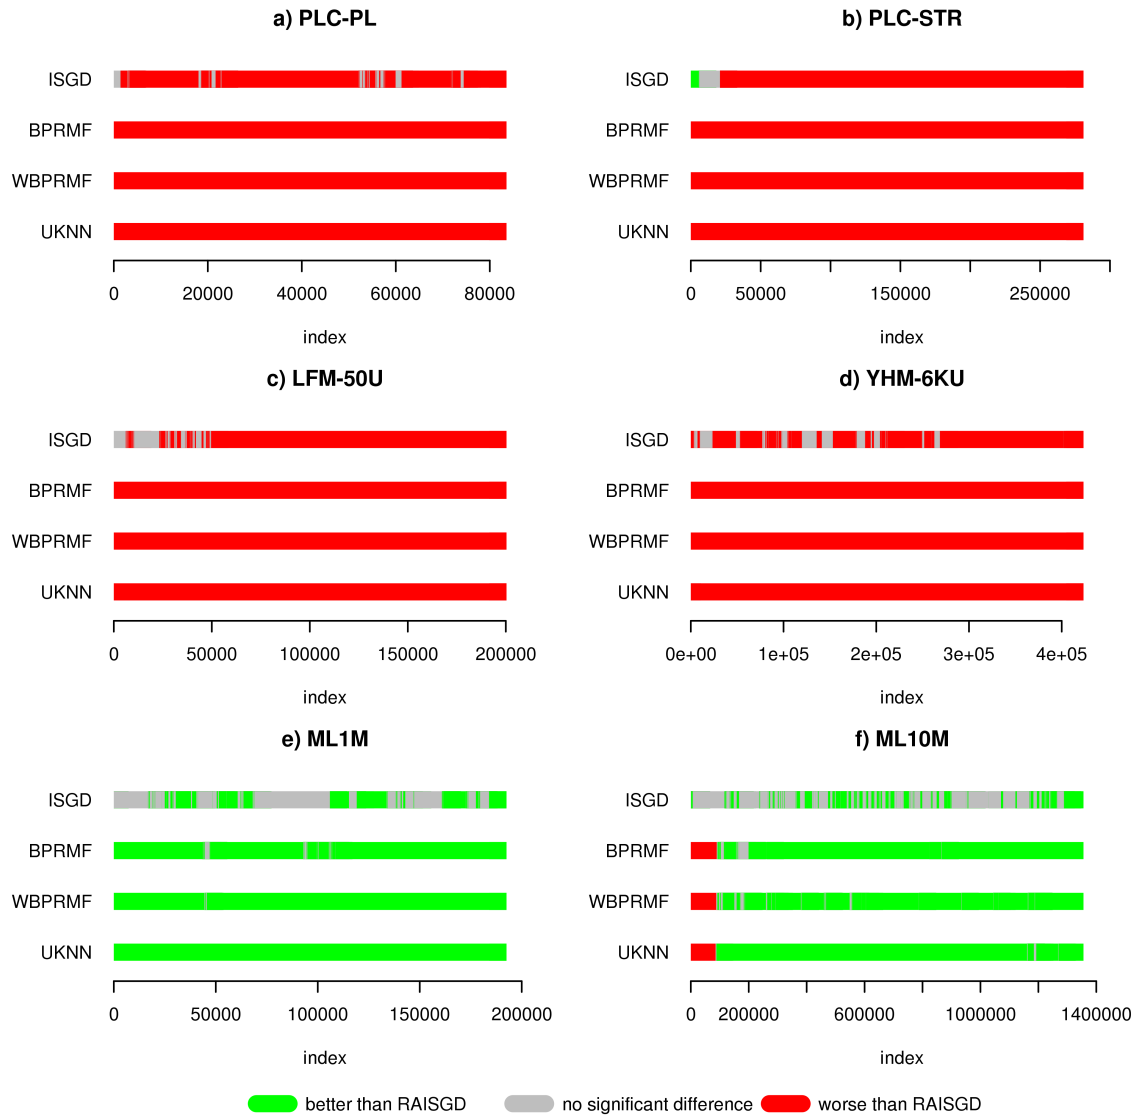 a) PLC-PL
ISGD
BPRMF
WBPRMF
UKNN
0 20000 40000 60000 80000
index
b) PLC-STR
ISGD
BPRMF
WBPRMF
UKNN
0 50000 150000 250000
index
c) LFM-50U
ISGD
BPRMF
WBPRMF
UKNN
0 50000 100000 150000 200000
index
d) YHM-6KU
ISGD
BPRMF
WBPRMF
UKNN
0e+00 1e+05 2e+05 3e+05 4e+05
index
e) ML1M
ISGD
BPRMF
WBPRMF
UKNN
0 50000 100000 150000 200000
index
f) ML10M
ISGD
BPRMF
WBPRMF
UKNN
0 200000 600000 1000000 1400000
index
better than RAISGD no significant difference worse than RAISGD